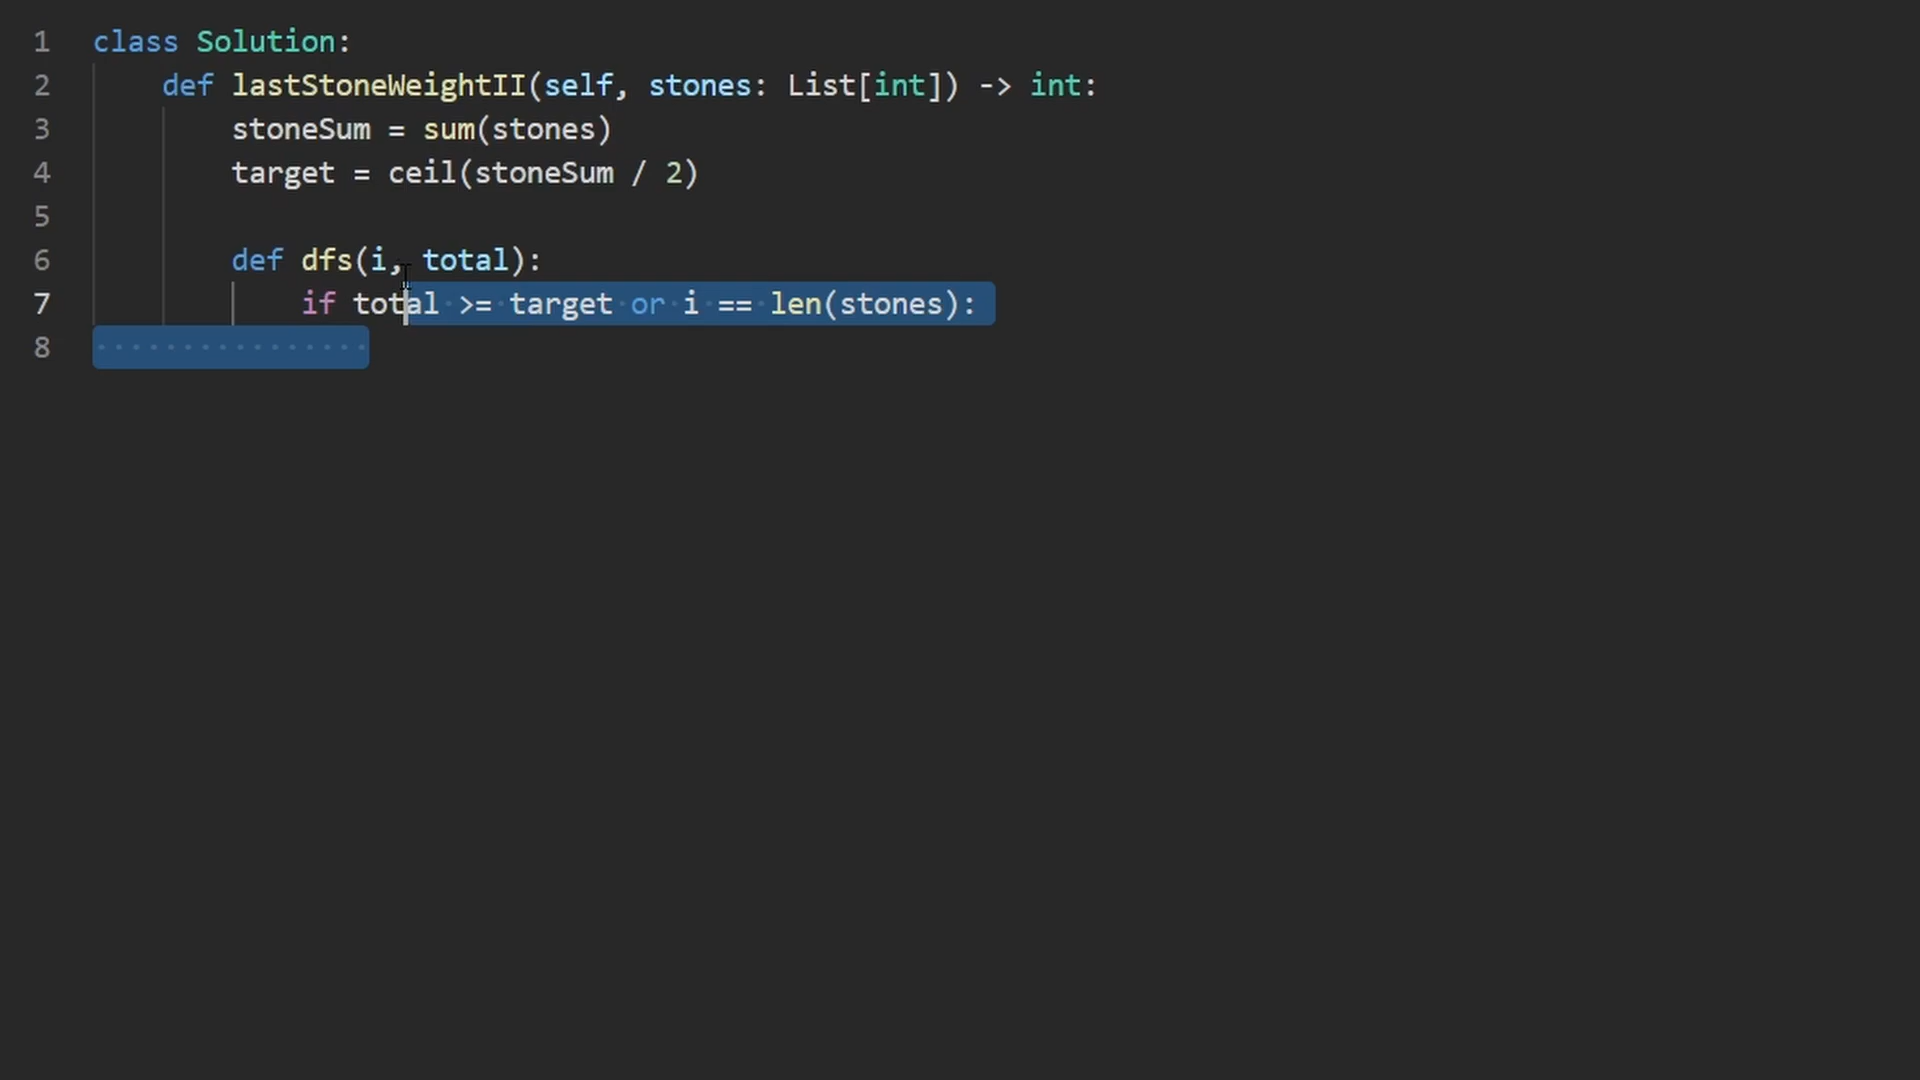 1 class Solution:
2 def lastStoneWeightII(self, stones: List[int]) -> int:
3 stoneSum = sum(stones)
4 target = ceil(stoneSum / 2)
5
6 def dfs(i, total):
7 if total >= target or i == len(stones):
8